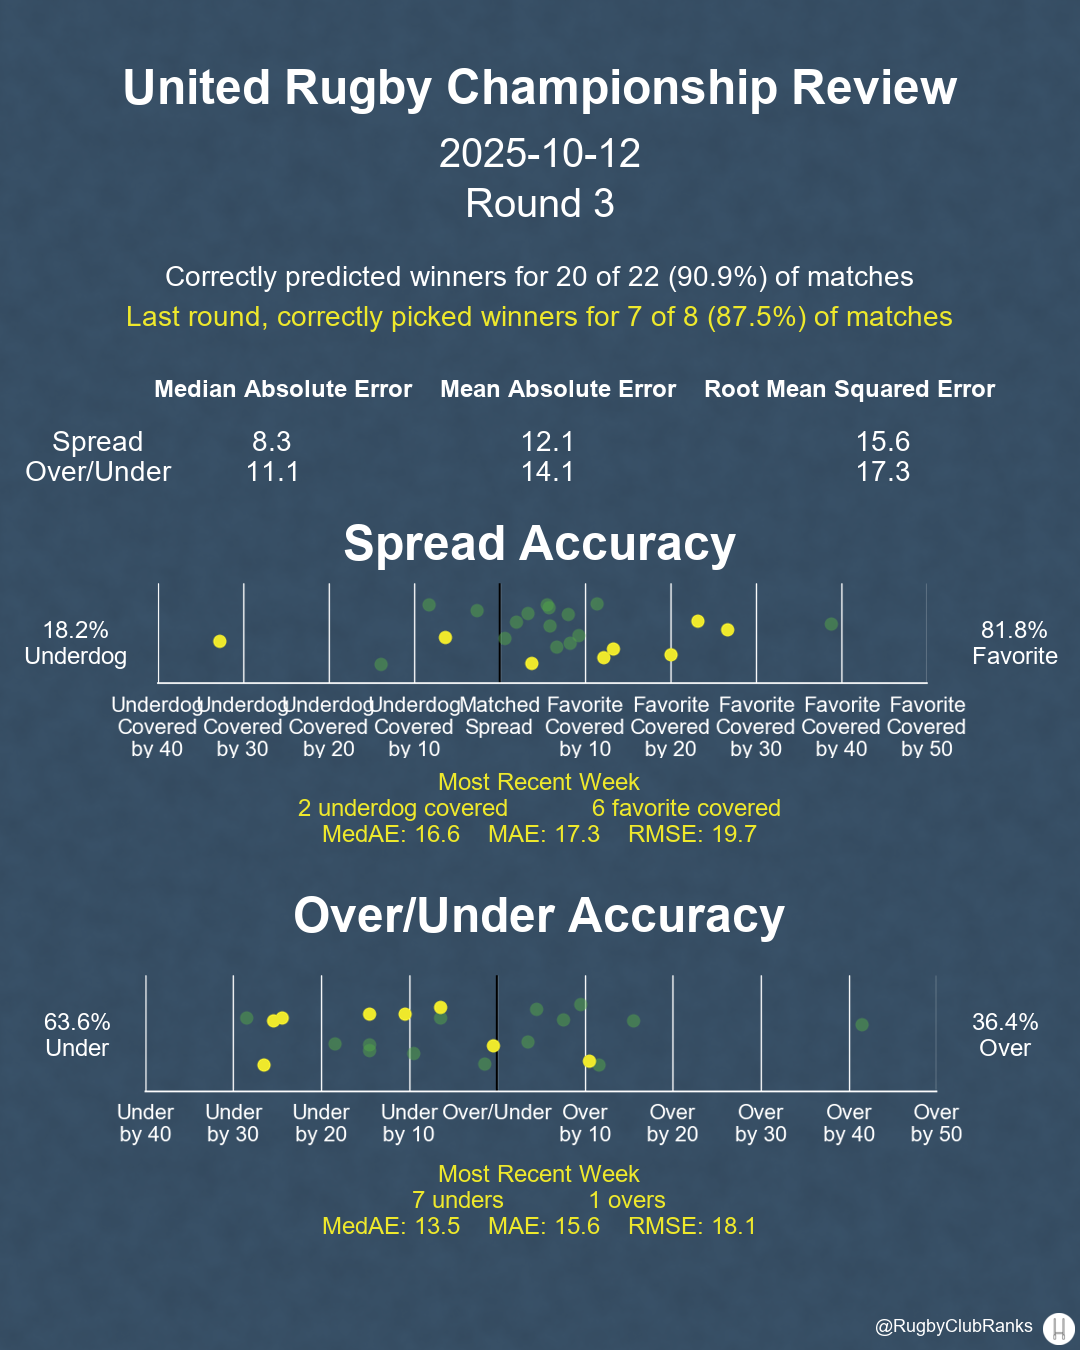 United Rugby Championship Review
2025-10-12
Round 3
Correctly predicted winners for 20 of 22 (90.9%) of matches
Last round, correctly picked winners for 7 of 8 (87.5%) of matches
Median Absolute Error Mean Absolute Error Root Mean Squared Error
Spread 8.3 12.1 15.6
Over/Under 11.1 14.1 17.3
Spread Accuracy
18.2% 81.8%
Underdog Favorite
Underdog Underdog Underdog Underdog Matched Favorite Favorite Favorite Favorite Favorite
Covered Covered Covered Covered Spread Covered Covered Covered Covered Covered
by 40 by 30 by 20 by 10 by 10 by 20 by 30 by 40 by 50
Most Recent Week
2 underdog covered 6 favorite covered
MedAE: 16.6 MAE: 17.3 RMSE: 19.7
Over/Under Accuracy
63.6% 36.4%
Under Over
Under Under Under Under Over/Under Over Over Over Over Over
by 40 by 30 by 20 by 10 by 10 by 20 by 30 by 40 by 50
Most Recent Week
7 unders 1 overs
MedAE: 13.5 MAE: 15.6 RMSE: 18.1
@RugbyClubRanks